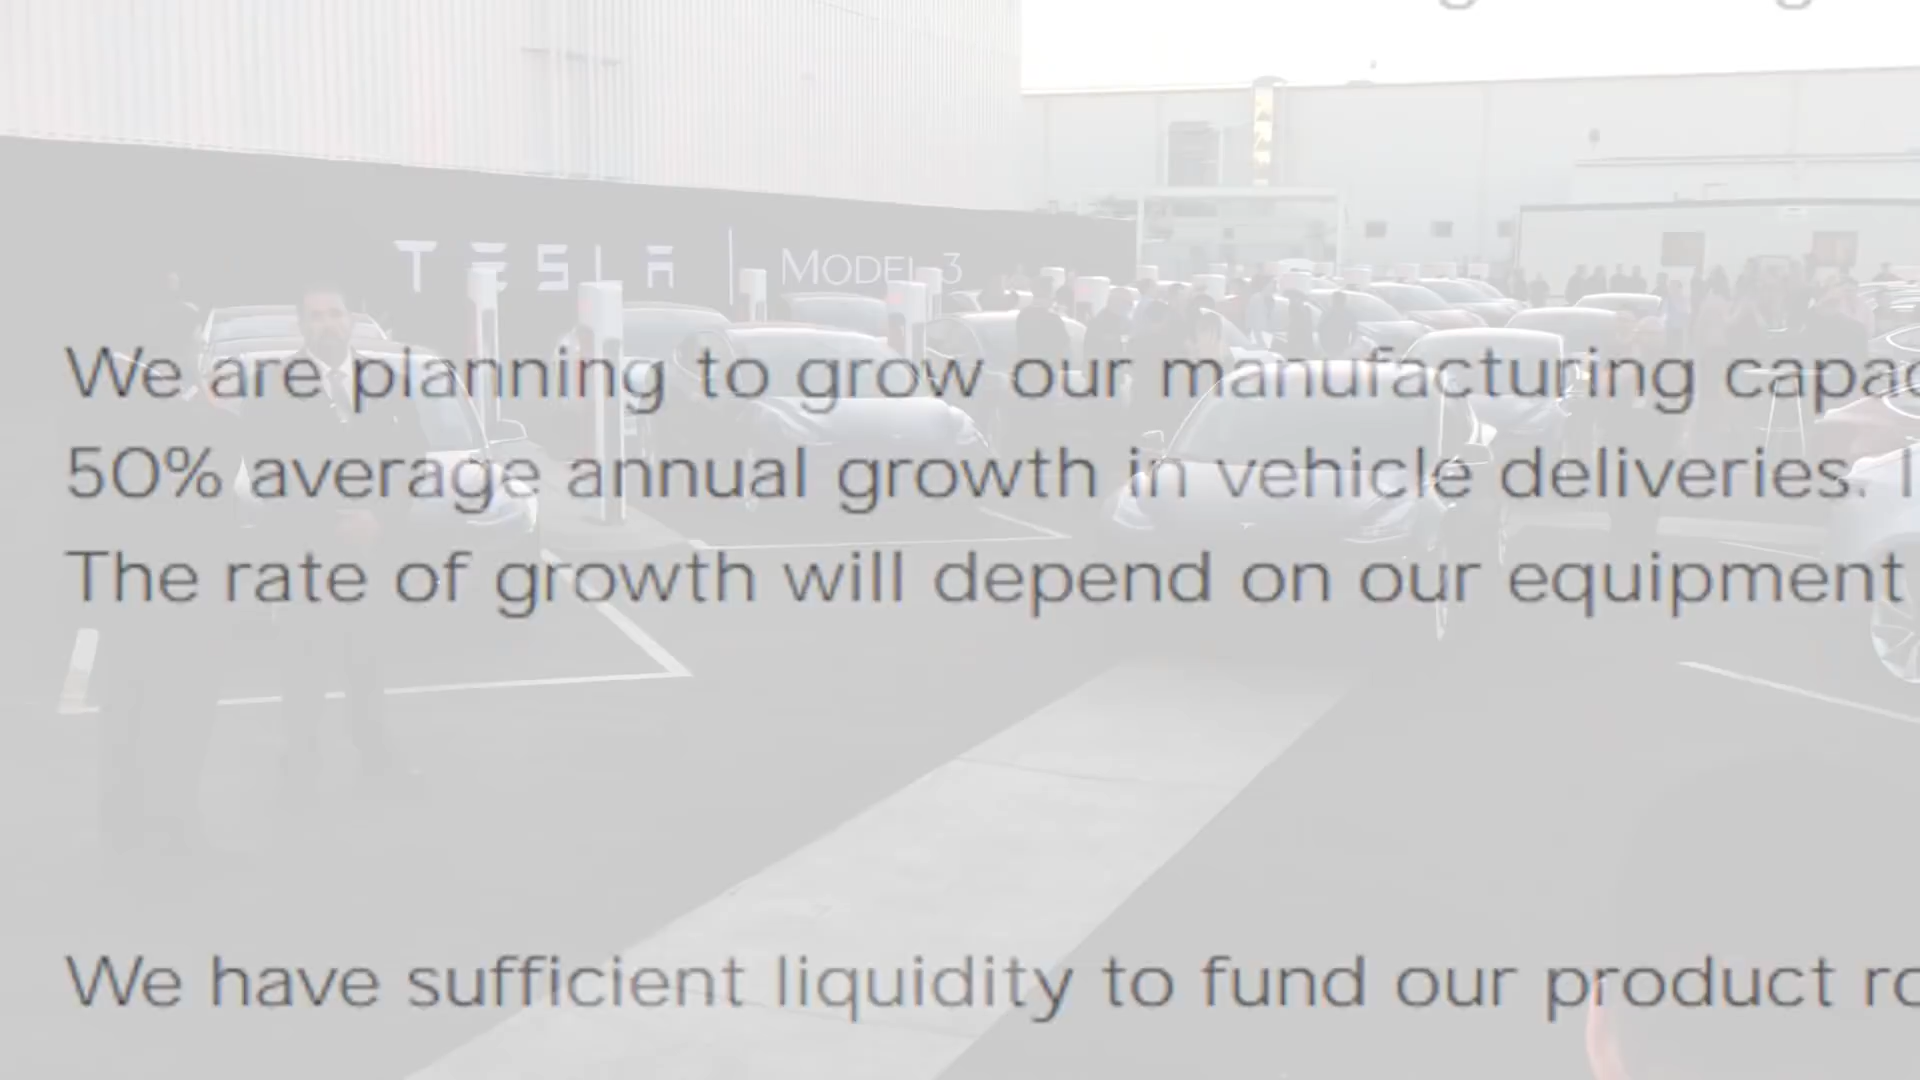 TESLA | MODEL 3
We are planning to grow our manufacturing
50% average annual growth in vehicle deliveries.
The rate of growth will depend on our equipment
We have sufficient liquidity to fund our product